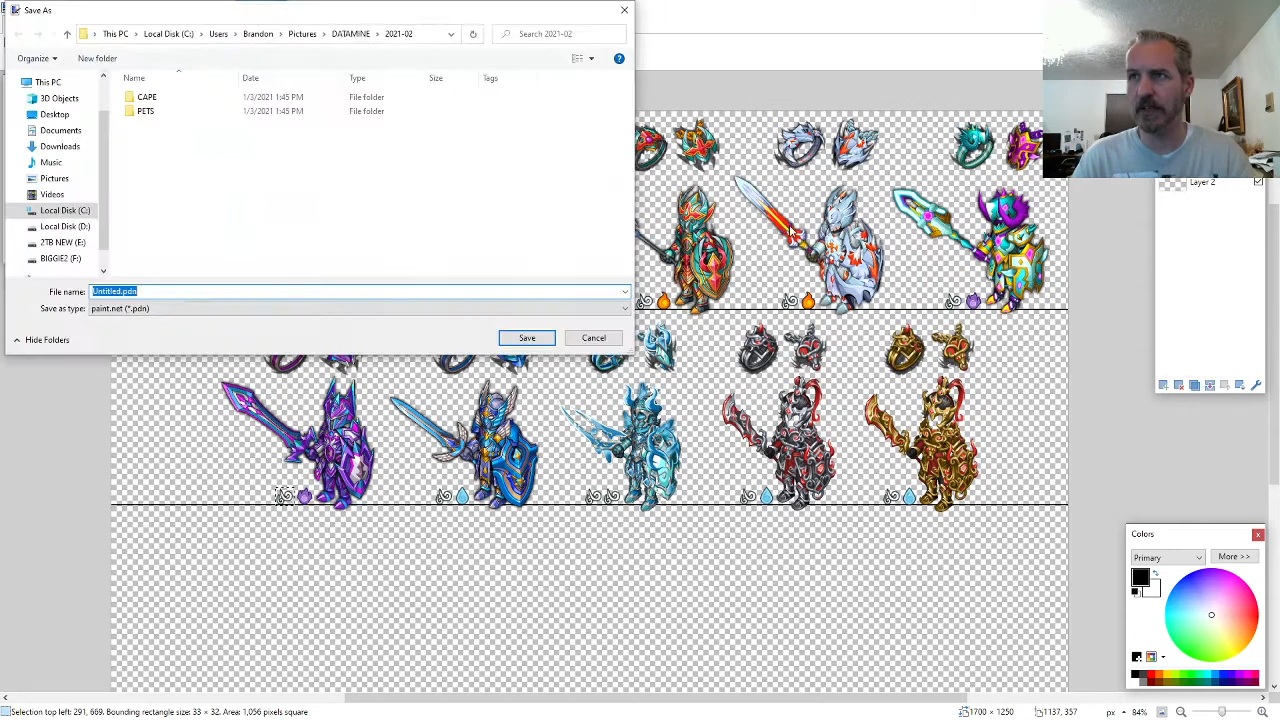 Save As
This PC
Local Disk (C:)
Users
Brandon
Pictures
DATAMINE
2021-02
Search 2021-02
Organize
New folder
Name
Date
Type
Size
Tags
This PC
3D Objects
Desktop
Documents
Downloads
Music
Pictures
Videos
Local Disk (C:)
Local Disk (D:)
2TB NEW (E:)
BIGGIE2 (F:)
CAPE
1/3/2021 1:45 PM
File folder
PETS
1/3/2021 1:45 PM
File folder
File name:
Untitled.pdn
Save as type:
paint.net (*.pdn)
Hide Folders
Save
Cancel
Layer 2
Colors
Primary
More >>
Selection top left: 291, 669. Bounding rectangle size: 33 × 32. Area: 1,056 pixels square
1700 × 1250
1137, 357
px
84%